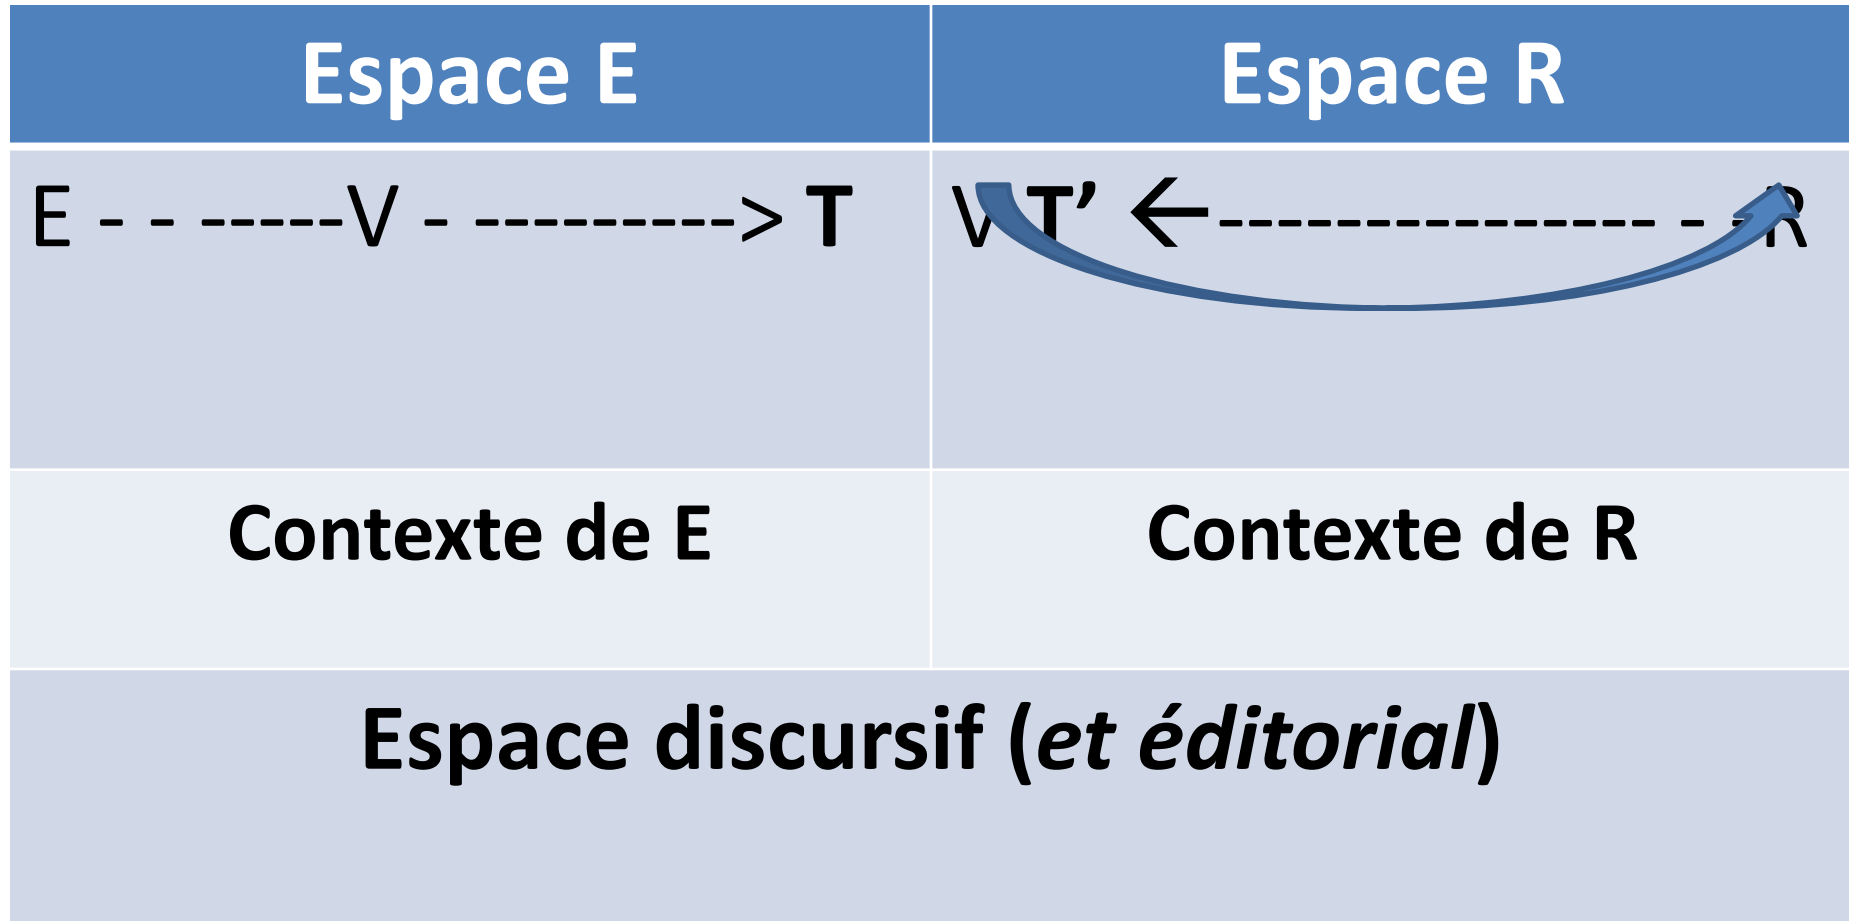 Espace E
Espace R
E - - -----V - ---------> T
V T’ ←--------------- - -R
Contexte de E
Contexte de R
Espace discursif (et éditorial)